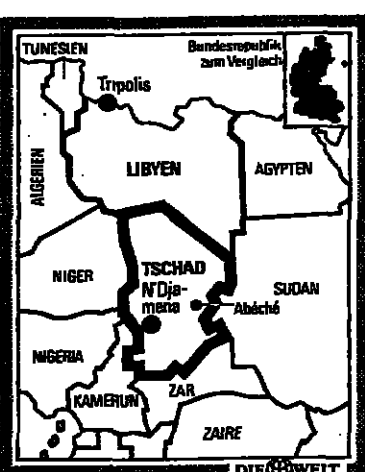 TUNESIEN
Bundesrepublik
zum Vergleich
Tripolis
ALGERIEN
LIBYEN
ÄGYPTEN
NIGER
TSCHAD
N'Dja-
mena
Abéché
SUDAN
NIGERIA
KAMERUN
ZAR
ZAIRE
DIE WELT